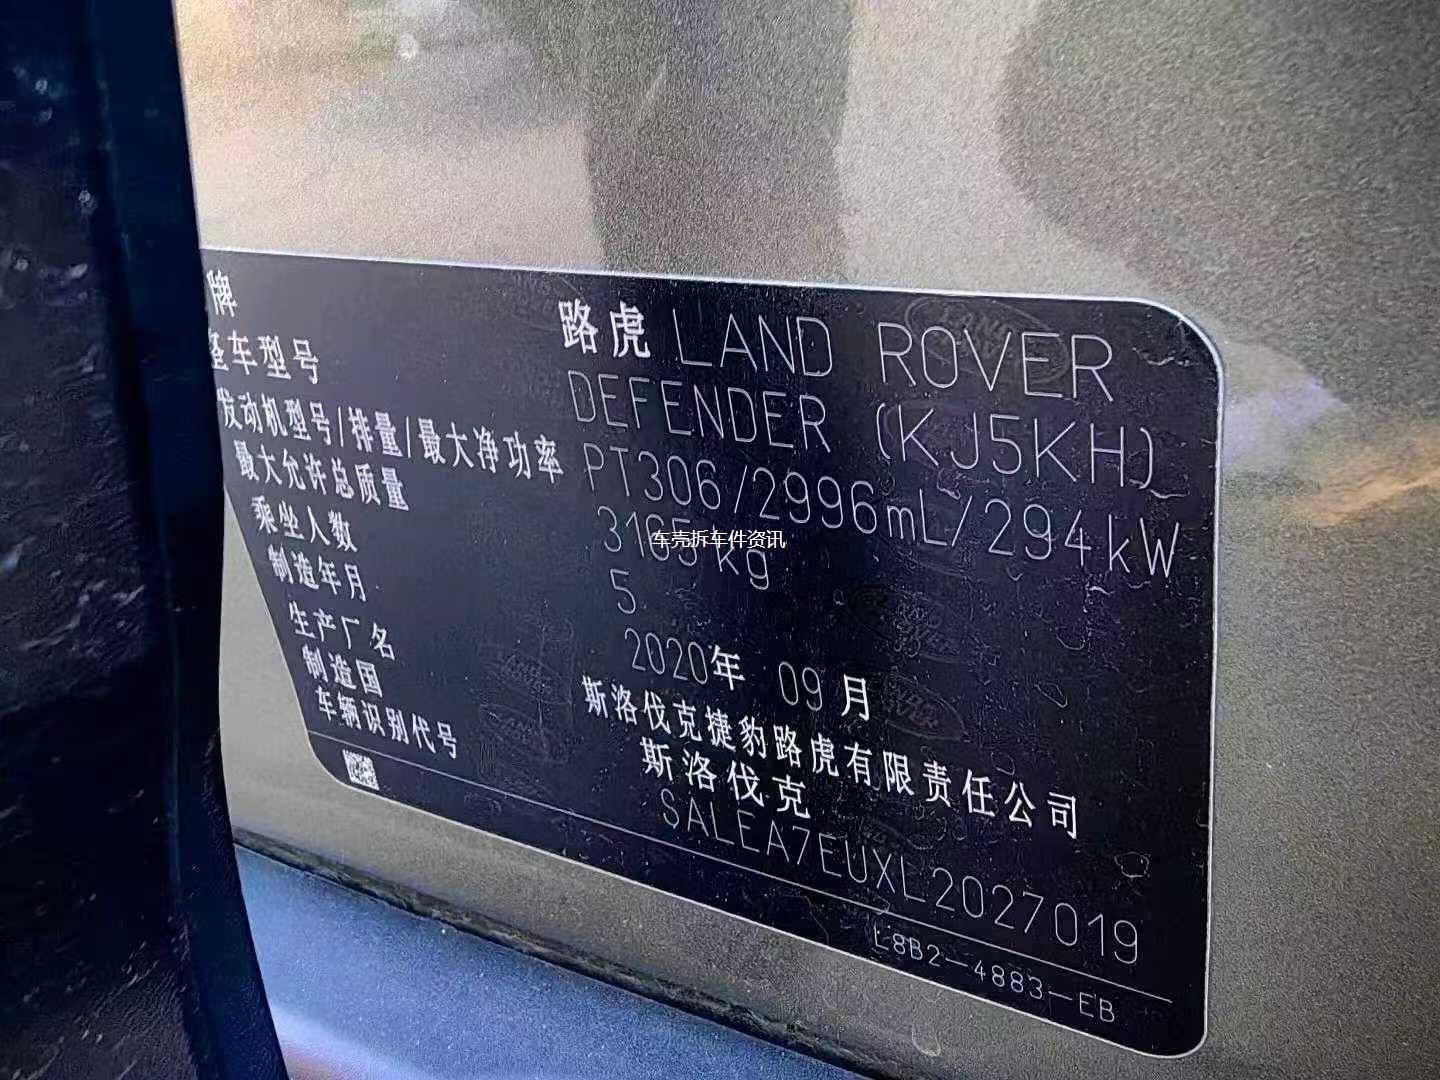 牌 路虎 LAND ROVER
整车型号 DEFENDER (KJ5KH)
发动机型号/排量/最大净功率 PT306/2996mL/294kW
最大允许总质量 3165kg
车壳拆车件资讯
乘坐人数 5
制造年月 2020年 09月
生产厂名 斯洛伐克捷豹路虎有限责任公司
制造国 斯洛伐克
车辆识别代号 SALEA7EUXL2027019
L8B2-4883-EB